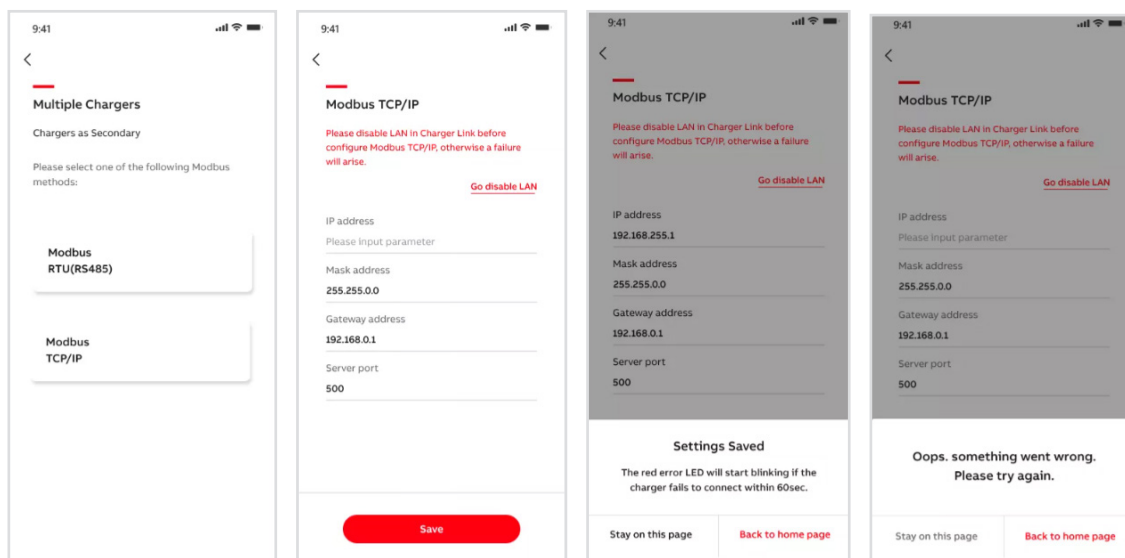 9:41
Multiple Chargers
Chargers as Secondary
Please select one of the following Modbus
methods:
Modbus
RTU(RS485)
Modbus
TCP/IP
9:41
Modbus TCP/IP
Please disable LAN in Charger Link before
configure Modbus TCP/IP, otherwise a failure
will arise.
Go disable LAN
IP address
Please Input parameter
Mask address
255.255.0.0
Gateway address
192.168.0.1
Server port
500
Save
9:41
Modbus TCP/IP
Please disable LAN in Charger Link before
configure Modbus TCP/IP, otherwise a failure
will arise.
Go disable LAN
IP address
192.168.255.1
Mask address
255.255.0.0
Gateway address
192.168.0.1
Server port
500
Settings Saved
The red error LED will start blinking if the
charger fails to connect within 60sec.
Stay on this page
Back to home page
9:41
Modbus TCP/IP
Please disable LAN in Charger Link before
configure Modbus TCP/IP, otherwise a failure
will arise.
Go disable LAN
IP address
Please Input parameter
Mask address
255.255.0.0
Gateway address
192.168.0.1
Server port
500
Oops. something went wrong.
Please try again.
Stay on this page
Back to home page